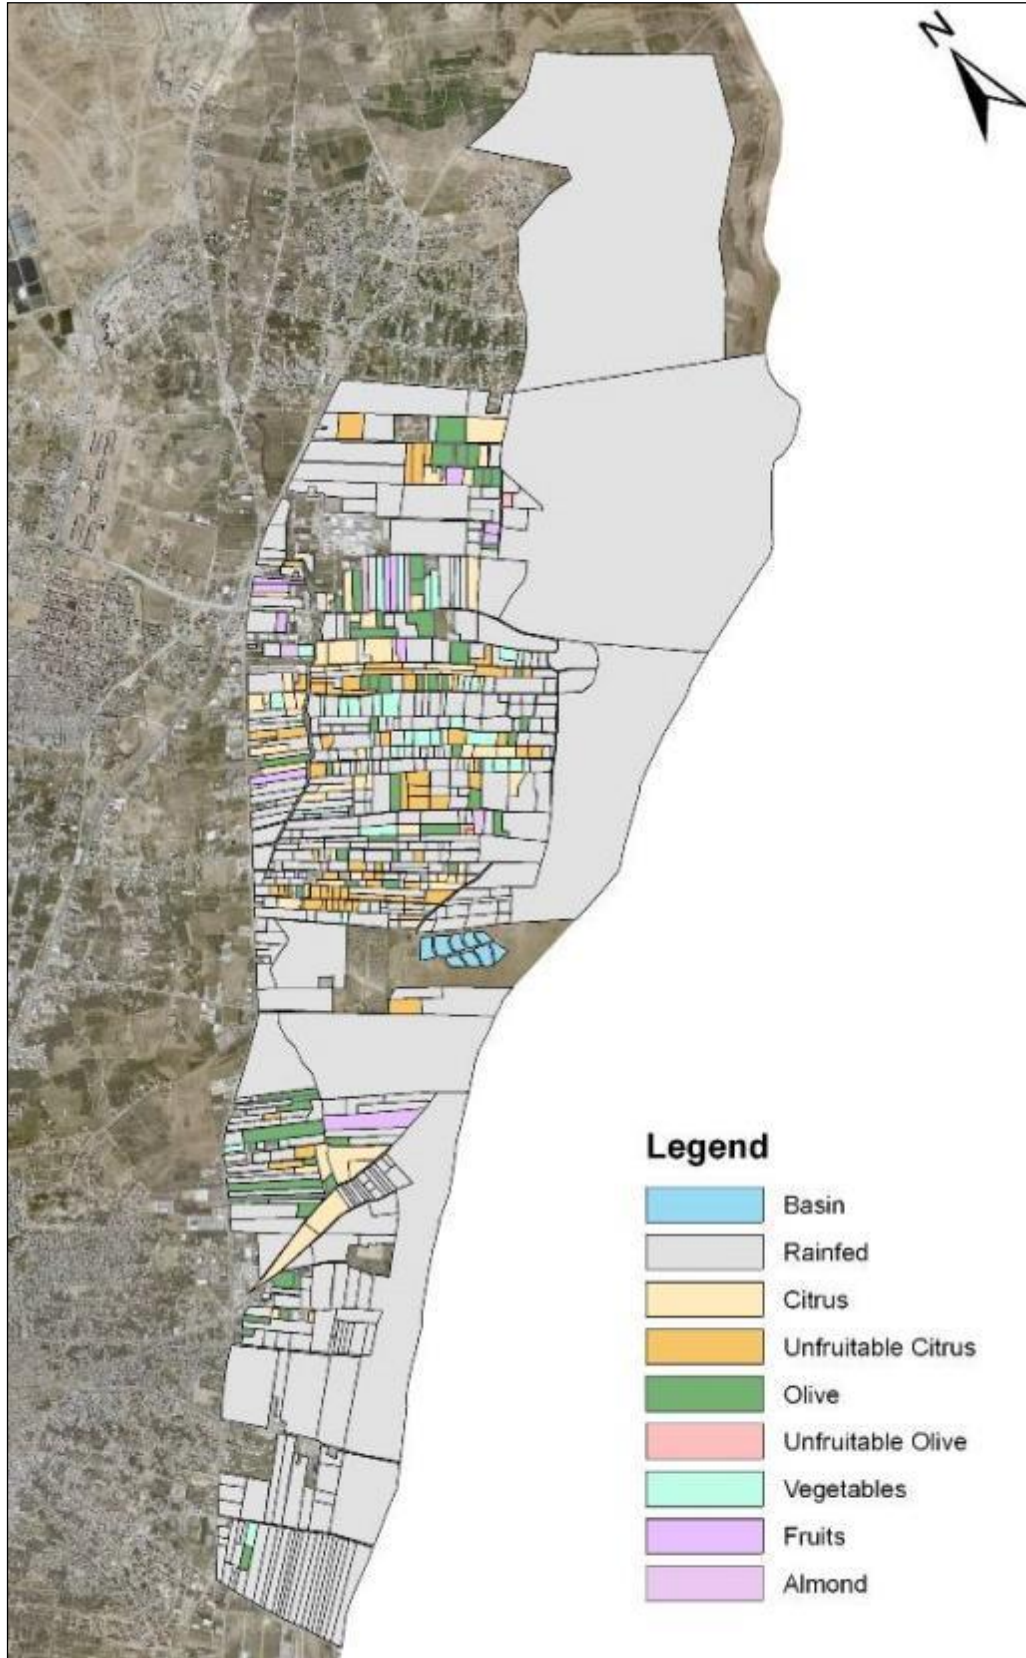 N
Legend
Basin
Rainfed
Citrus
Unfruitable Citrus
Olive
Unfruitable Olive
Vegetables
Fruits
Almond